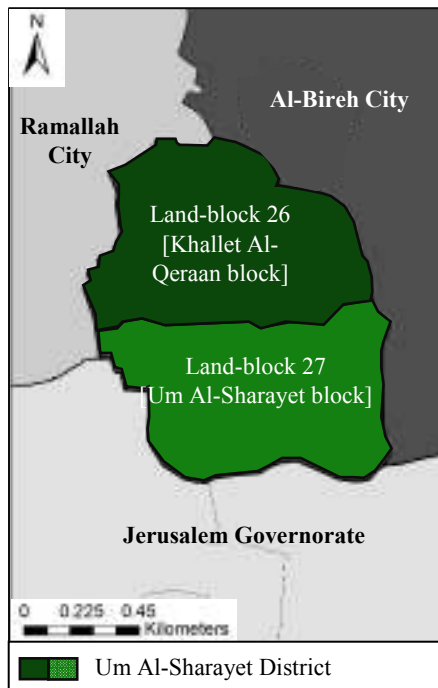 N
Al-Bireh City
Ramallah
City
Land-block 26
[Khallet Al-
Qeraan block]
Land-block 27
[Um Al-Sharayet block]
Jerusalem Governorate
0 0.225 0.45
Kilometers
Um Al-Sharayet District